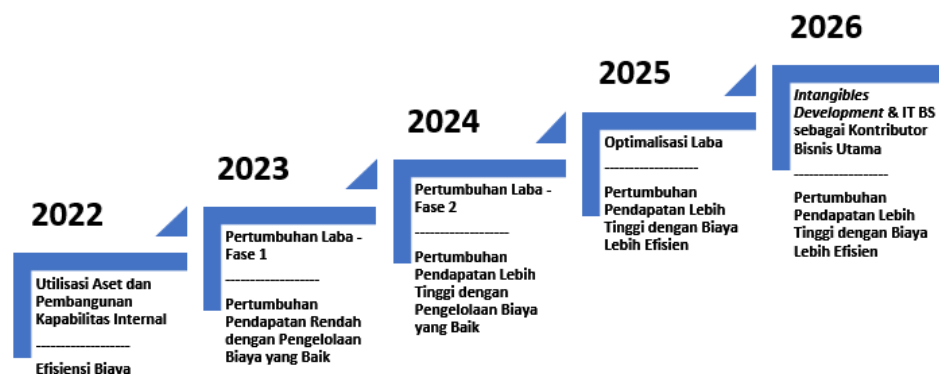 2022
Utilisasi Aset dan
Pembangunan
Kapabilitas Internal
-------------------
Efisiensi Biaya
2023
Pertumbuhan Laba -
Fase 1
-------------------
Pertumbuhan
Pendapatan Rendah
dengan Pengelolaan
Biaya yang Baik
2024
Pertumbuhan Laba -
Fase 2
-------------------
Pertumbuhan
Pendapatan Lebih
Tinggi dengan
Pengelolaan Biaya
yang Baik
2025
Optimalisasi Laba
-------------------
Pertumbuhan
Pendapatan Lebih
Tinggi dengan Biaya
Lebih Efisien
2026
Intangibles
Development & IT BS
sebagai Kontributor
Bisnis Utama
-------------------
Pertumbuhan
Pendapatan Lebih
Tinggi dengan Biaya
Lebih Efisien